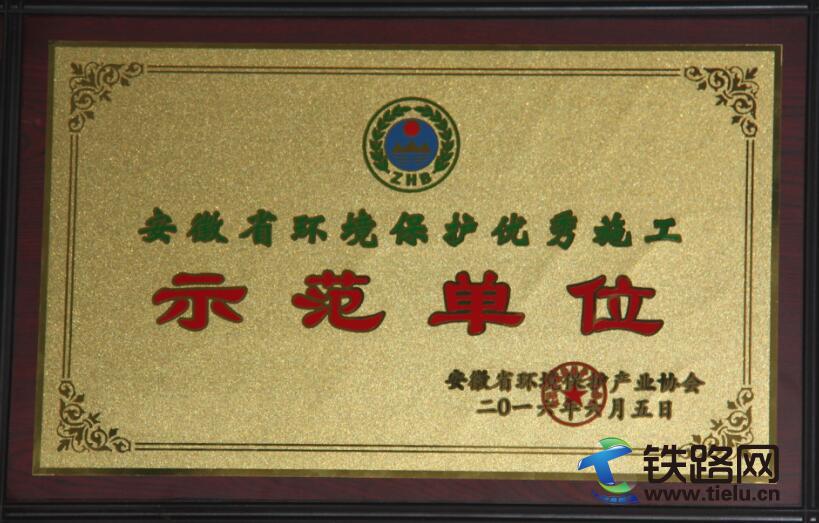 ZHB
安徽省环境保护优秀施工
示范单位
安徽省环境保护产业协会
二〇一六年六月五日
铁路网
www.tielu.cn